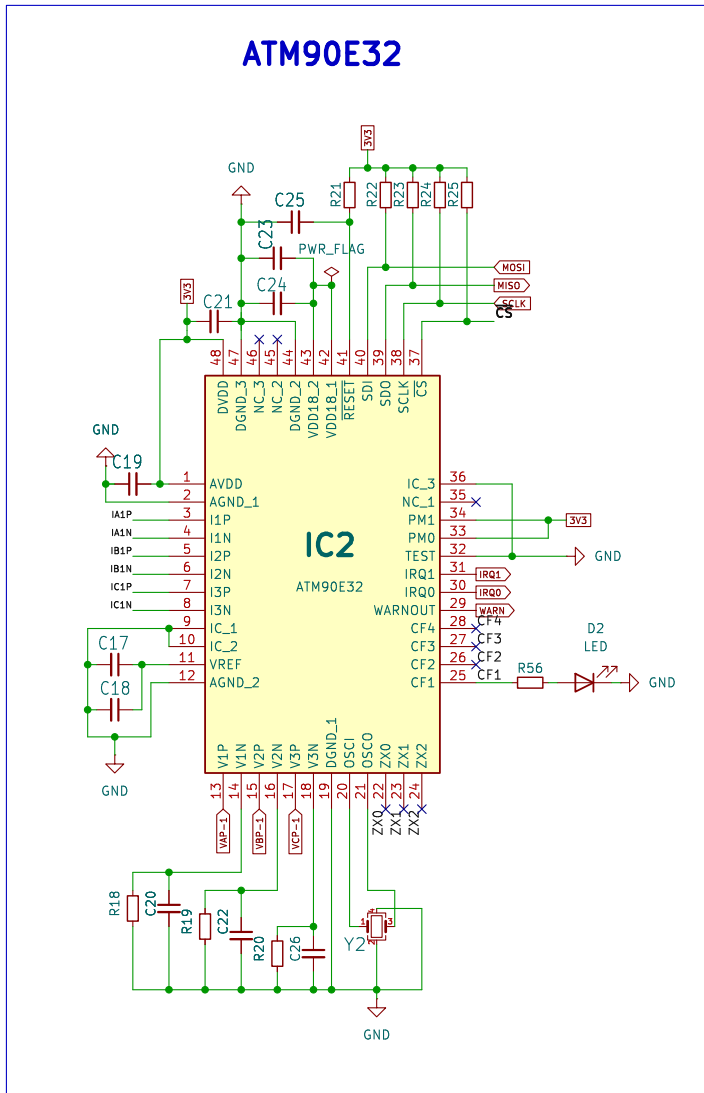 ATM90E32
3V3
GND
R21
R22
R23
R24
R25
C25
C23
PWR_FLAG
MOSI
3V3
C24
MISO
C21
SCLK
CS
48
47
46
45
44
43
42
41
40
39
38
37
DVDD
DGND_3
NC_3
NC_2
DGND_2
VDD18_2
VDD18_1
RESET
SDI
SDO
SCLK
CS
GND
C19
1 AVDD
2 AGND_1
IA1P 3 I1P
IA1N 4 I1N
IB1P 5 I2P
IB1N 6 I2N
IC1P 7 I3P
IC1N 8 I3N
9 IC_1
10 IC_2
11 VREF
12 AGND_2
C17
C18
GND
IC2
ATM90E32
IC_3 36
NC_1 35
PM1 34
3V3
PM0 33
TEST 32
GND
IRQ1 31 IRQ1
IRQ0 30 IRQ0
WARNOUT 29 WARN
CF4 28 CF4
CF3 27 CF3
CF2 26 CF2
CF1 25 CF1
R56
D2
LED
GND
V1P
V1N
V2P
V2N
V3P
V3N
DGND_1
OSCI
OSCO
ZX0
ZX1
ZX2
13
14
15
16
17
18
19
20
21
22
23
24
VAP-1
VBP-1
VCP-1
ZX0
ZX1
ZX2
R18
C20
R19
C22
R20
C26
Y2
1
2
3
4
GND